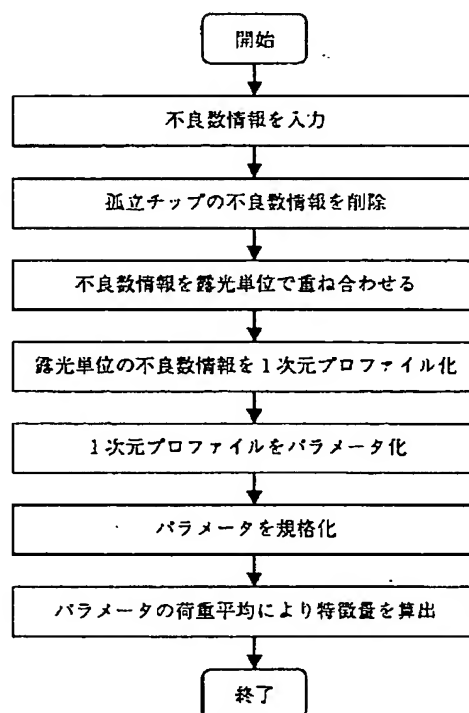 開始
不良数情報を入力
孤立チップの不良数情報を削除
不良数情報を露光単位で重ね合わせる
露光単位の不良数情報を1次元プロファイル化
1次元プロファイルをパラメータ化
パラメータを規格化
パラメータの荷重平均により特徴量を算出
終了